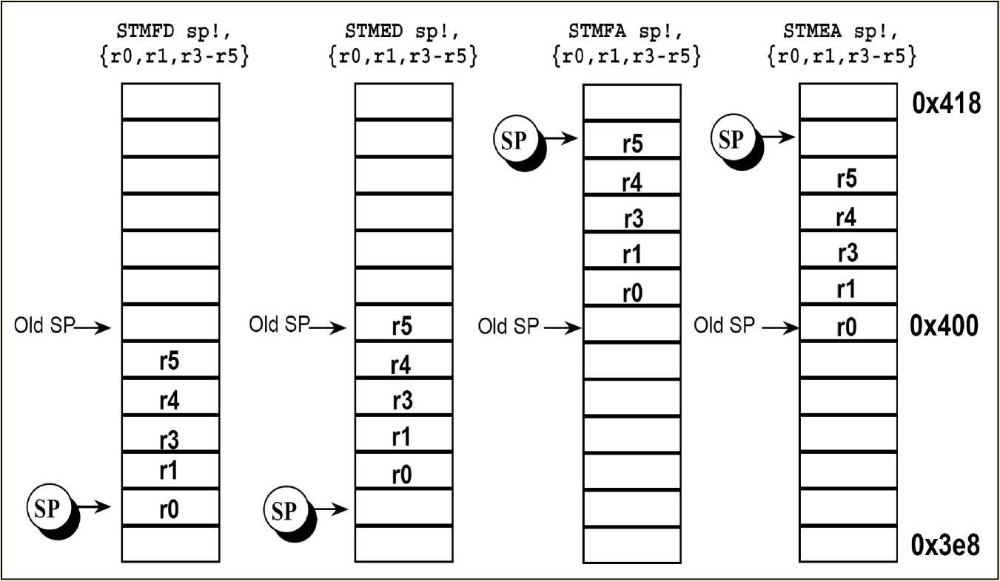 STMFD sp!,
{r0,r1,r3-r5}
STMED sp!,
{r0,r1,r3-r5}
STMFA sp!,
{r0,r1,r3-r5}
STMEA sp!,
{r0,r1,r3-r5}
Old SP
r5
r4
r3
r1
SP
r0
Old SP
r5
r4
r3
r1
r0
SP
SP
r5
r4
r3
r1
r0
Old SP
SP
r5
r4
r3
r1
Old SP
r0
0x418
0x400
0x3e8